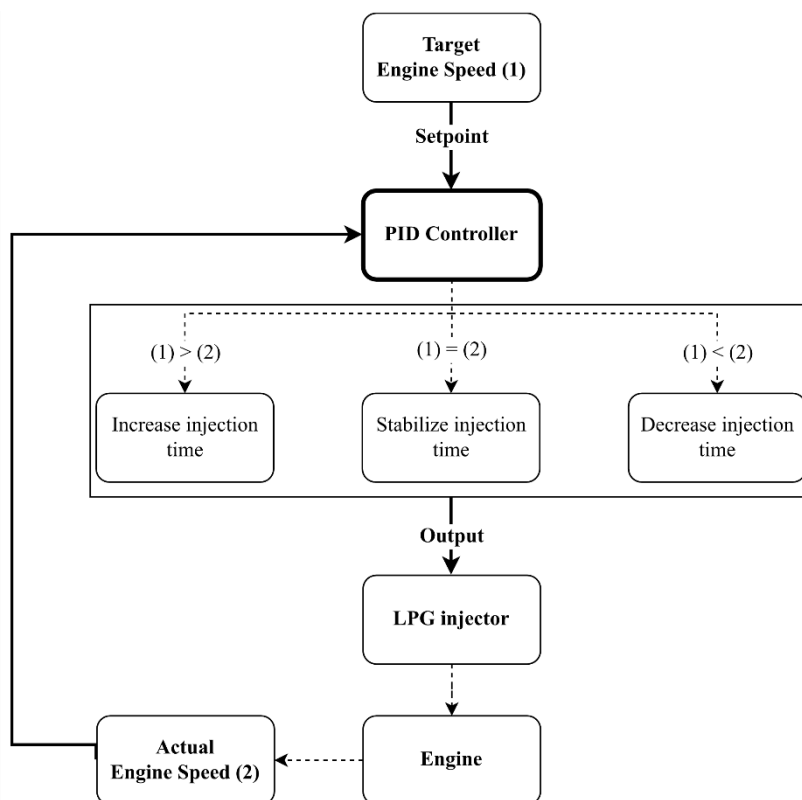 Target
Engine Speed (1)
Setpoint
PID Controller
(1) > (2)
(1) = (2)
(1) < (2)
Increase injection
time
Stabilize injection
time
Decrease injection
time
Output
LPG injector
Actual
Engine Speed (2)
Engine